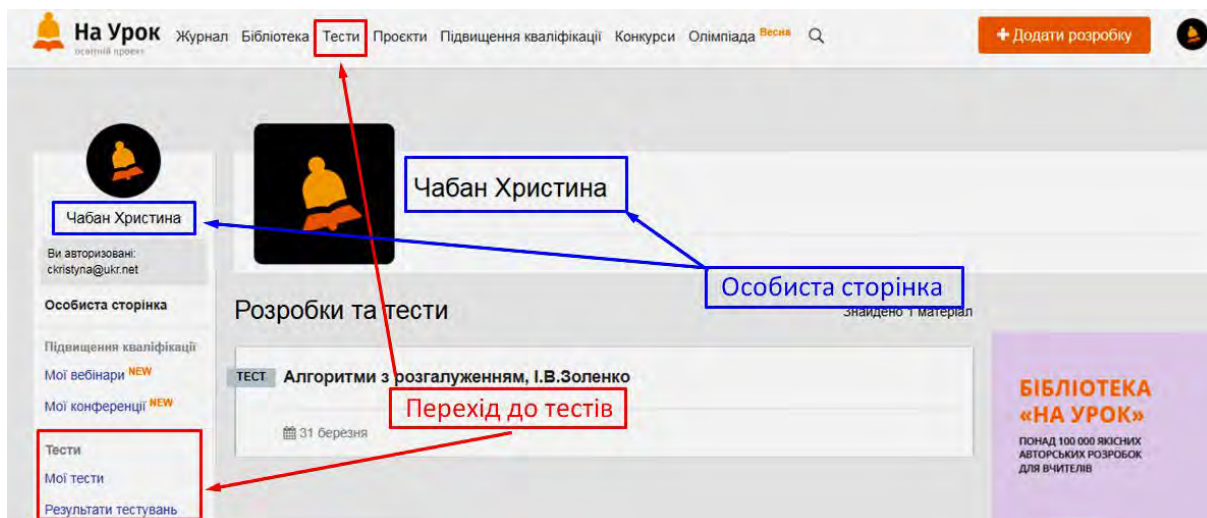 На Урок
освітній проект
Журнал Бібліотека Тести Проєкти Підвищення кваліфікації Конкурси Олімпіада Весна
+ Додати розробку
Чабан Христина
Ви авторизовані:
ckristyna@ukr.net
Особиста сторінка
Підвищення кваліфікації
Мої вебінари NEW
Мої конференції NEW
Тести
Мої тести
Результати тестувань
Чабан Христина
Особиста сторінка
Розробки та тести
Знайдено 1 матеріал
ТЕСТ Алгоритми з розгалуженням, І.В.Золенко
Перехід до тестів
31 березня
БІБЛІОТЕКА
«НА УРОК»
ПОНАД 100 000 ЯКІСНИХ
АВТОРСЬКИХ РОЗРОБОК
ДЛЯ ВЧИТЕЛІВ